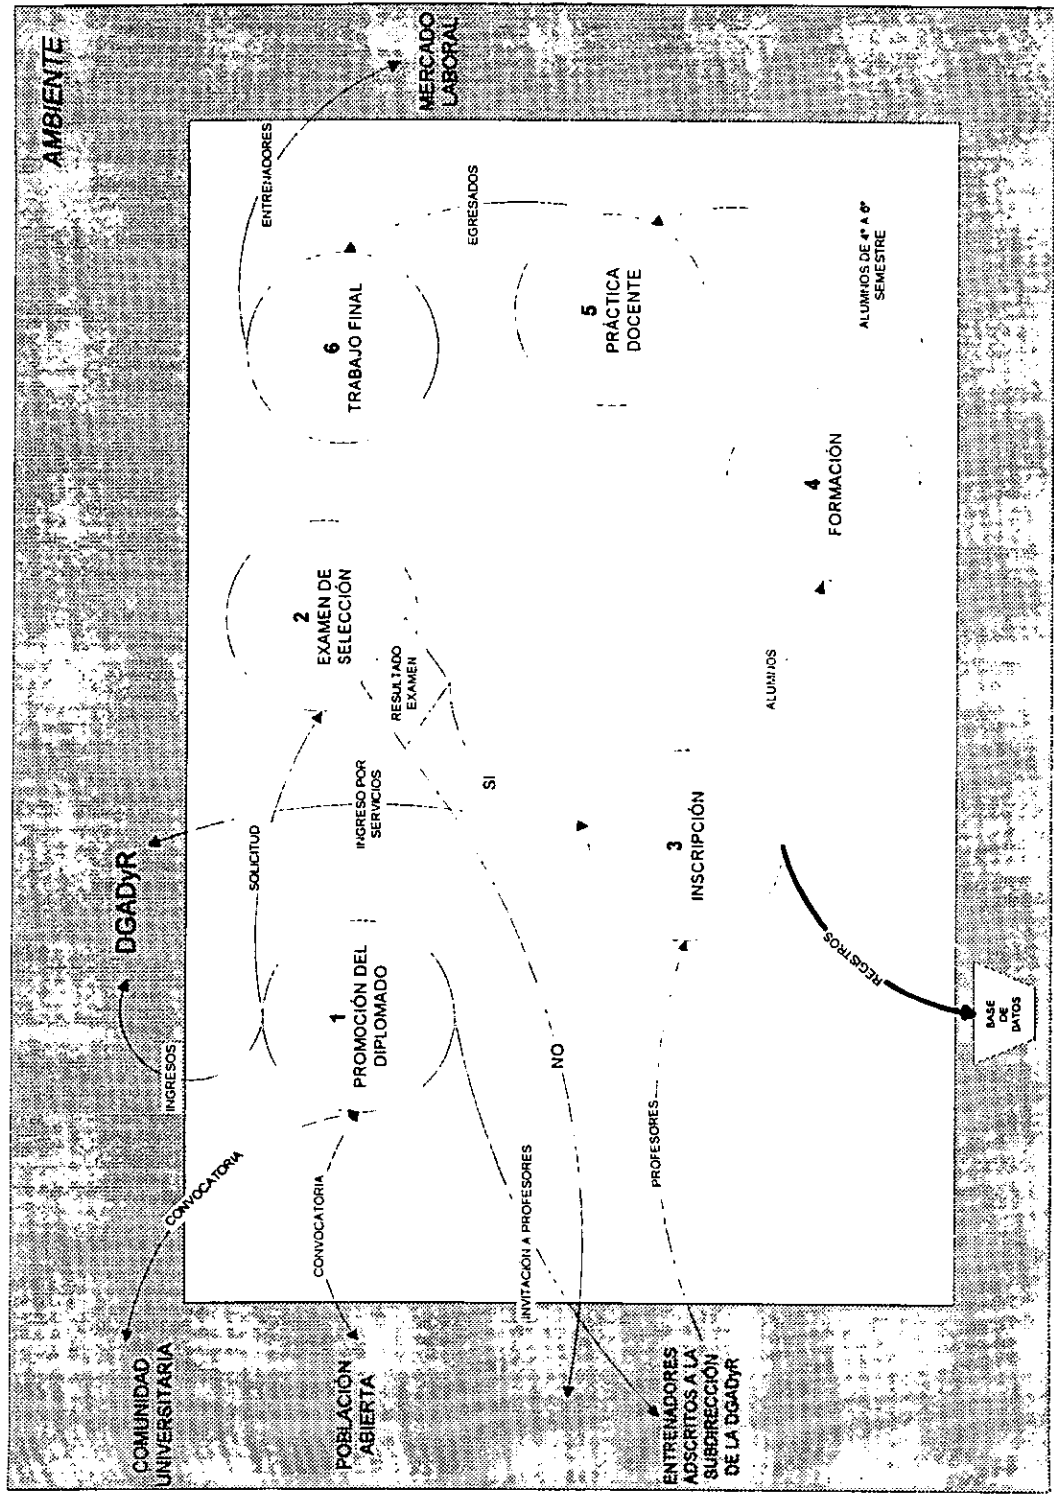 AMBIENTE
COMUNIDAD
UNIVERSITARIA
CONVOCATORIA
INGRESOS
DGADyR
SOLICITUD
ENTRENADORES
MERCADO
LABORAL
POBLACIÓN
ABIERTA
CONVOCATORIA
1
PROMOCIÓN DEL
DIPLOMADO
INGRESO POR
SERVICIOS
2
EXAMEN DE
SELECCIÓN
RESULTADO
EXAMEN
6
TRABAJO FINAL
EGRESADOS
SI
NO
INVITACIÓN A PROFESORES
5
PRÁCTICA
DOCENTE
ENTRENADORES
ADSCRITOS A LA
SUBDIRECCIÓN
DE LA DGADyR
PROFESORES
3
INSCRIPCIÓN
ALUMNOS
4
FORMACIÓN
ALUMNOS DE 4° A 6°
SEMESTRE
REGISTROS
BASE
DE
DATOS